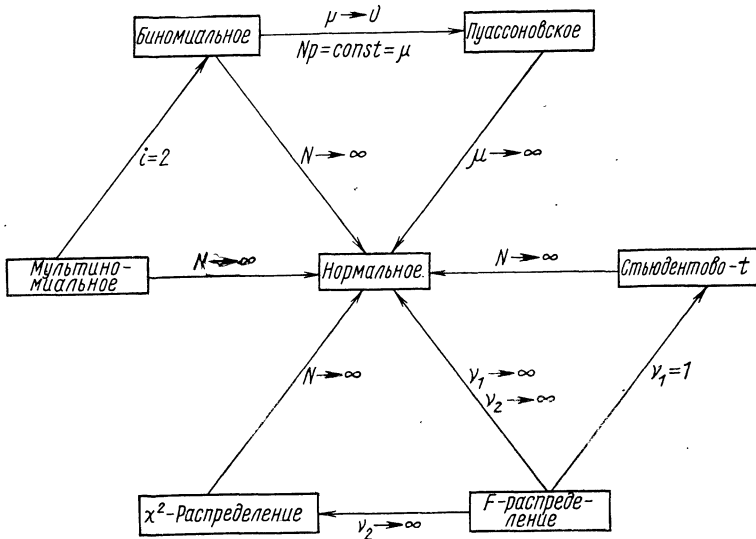 μ→0
Биномиальное
Пуассоновское
Np=const=μ
N→∞
μ→∞
i=2
N→∞
N→∞
Мультино-
миальное
Нормальное.
Стьюдентово-t
N→∞
ν₁→∞
ν₂→∞
ν₁=1
χ²-Распределение
F-распреде-
ление
ν₂→∞